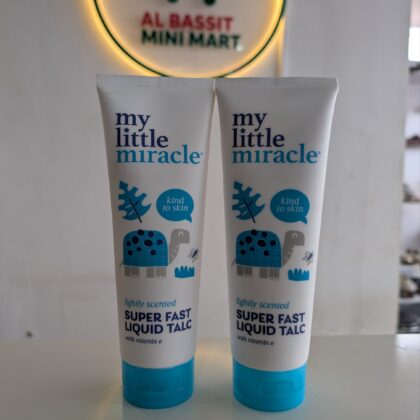 AL BASSIT
MINI MART
my
little
miracle
kind
to skin
lightly scented
SUPER FAST
LIQUID TALC
with vitamin e
my
little
miracle
kind
to skin
lightly scented
SUPER FAST
LIQUID TALC
with vitamin e